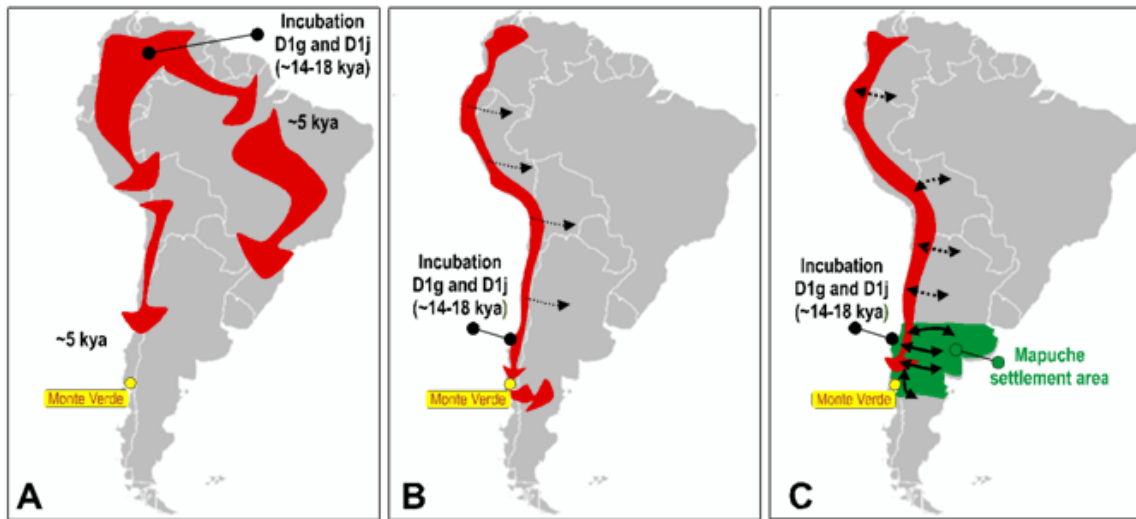 Incubation
D1g and D1j
(~14-18 kya)
~5 kya
~5 kya
Monte Verde
A
Incubation
D1g and D1j
(~14-18 kya)
Monte Verde
B
Incubation
D1g and D1j
(~14-18 kya)
Mapuche
settlement area
Monte Verde
C